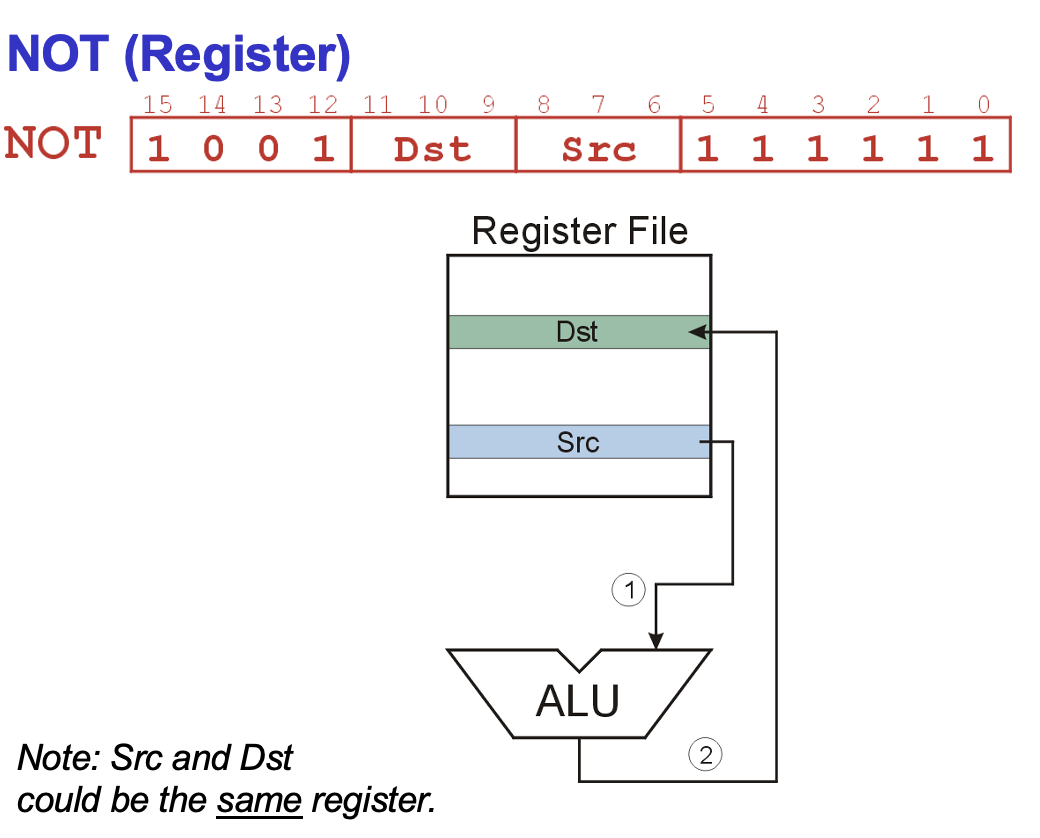 NOT (Register)
15 14 13 12 11 10 9 8 7 6 5 4 3 2 1 0
NOT 1 0 0 1 Dst Src 1 1 1 1 1 1
Register File
Dst
Src
1
ALU
2
Note: Src and Dst
could be the same register.